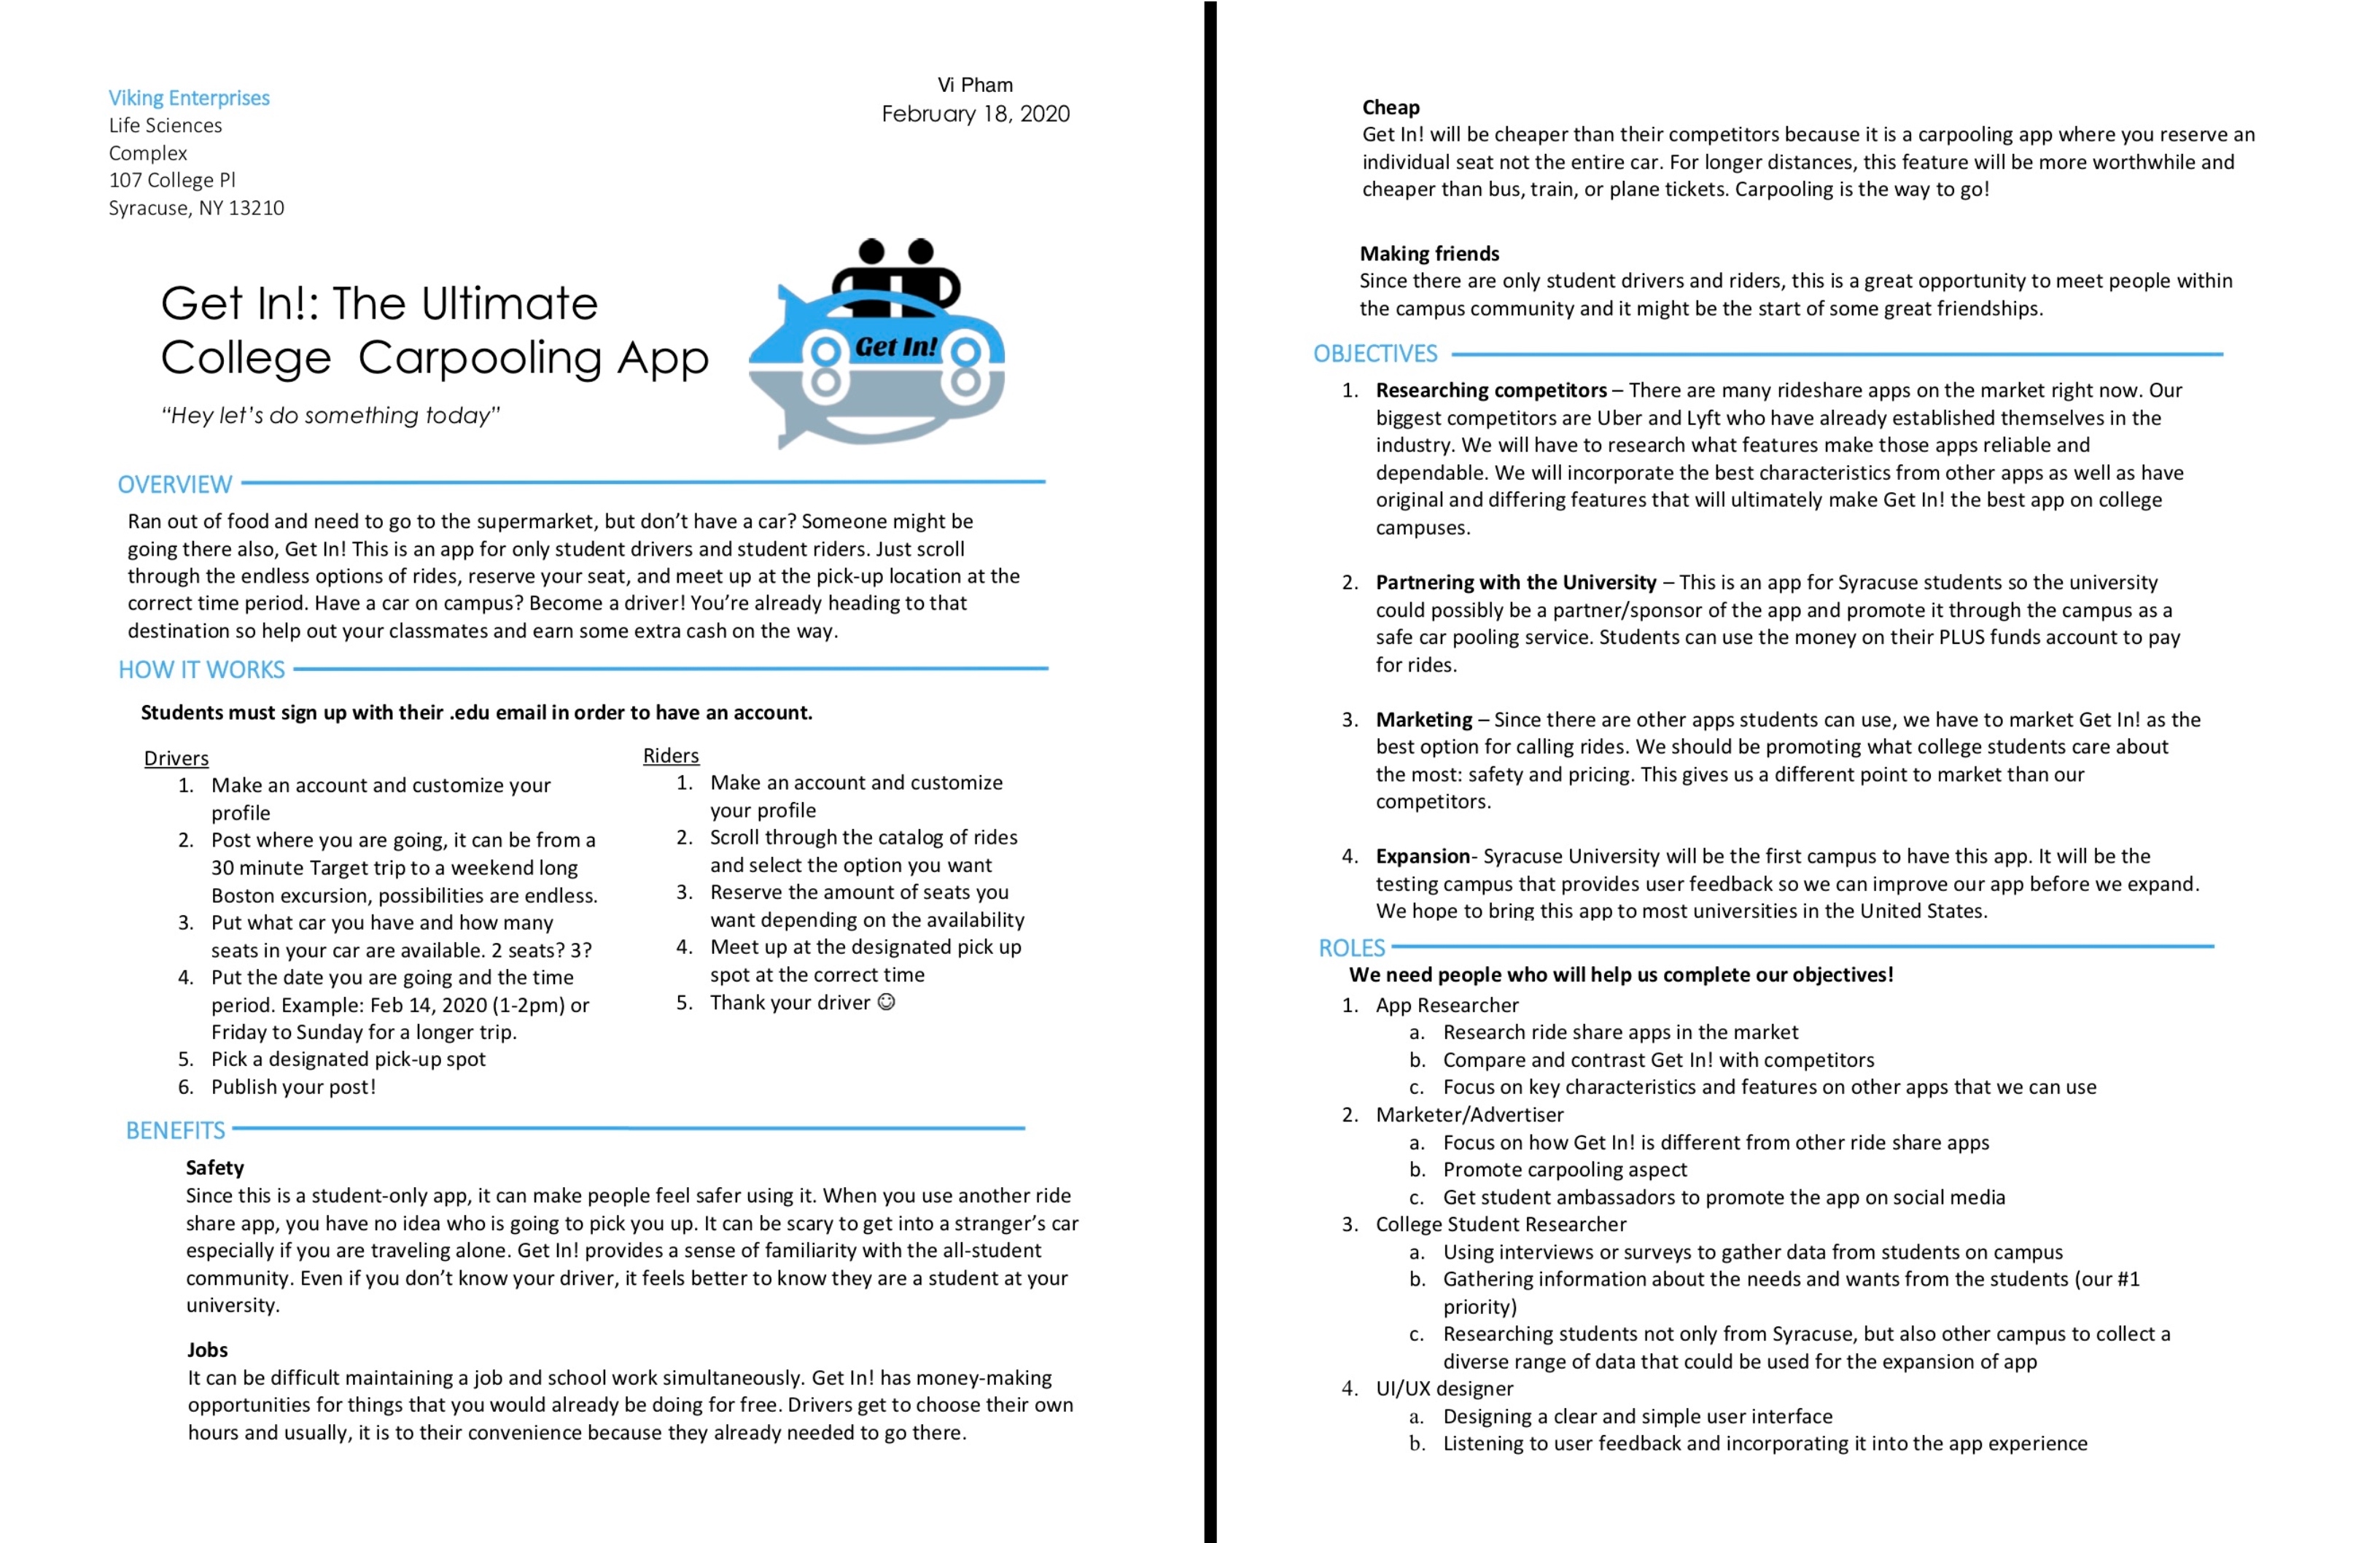 Viking Enterprises
Life Sciences
Complex
107 College Pl
Syracuse, NY 13210
Vi Pham
February 18, 2020
Get In!: The Ultimate
College Carpooling App
“Hey let’s do something today”
Get In!
OVERVIEW
Ran out of food and need to go to the supermarket, but don’t have a car? Someone might be
going there also, Get In! This is an app for only student drivers and student riders. Just scroll
through the endless options of rides, reserve your seat, and meet up at the pick-up location at the
correct time period. Have a car on campus? Become a driver! You’re already heading to that
destination so help out your classmates and earn some extra cash on the way.
HOW IT WORKS
Students must sign up with their .edu email in order to have an account.
Drivers
1. Make an account and customize your
profile
2. Post where you are going, it can be from a
30 minute Target trip to a weekend long
Boston excursion, possibilities are endless.
3. Put what car you have and how many
seats in your car are available. 2 seats? 3?
4. Put the date you are going and the time
period. Example: Feb 14, 2020 (1-2pm) or
Friday to Sunday for a longer trip.
5. Pick a designated pick-up spot
6. Publish your post!
Riders
1. Make an account and customize
your profile
2. Scroll through the catalog of rides
and select the option you want
3. Reserve the amount of seats you
want depending on the availability
4. Meet up at the designated pick up
spot at the correct time
5. Thank your driver ☺
BENEFITS
Safety
Since this is a student-only app, it can make people feel safer using it. When you use another ride
share app, you have no idea who is going to pick you up. It can be scary to get into a stranger’s car
especially if you are traveling alone. Get In! provides a sense of familiarity with the all-student
community. Even if you don’t know your driver, it feels better to know they are a student at your
university.
Jobs
It can be difficult maintaining a job and school work simultaneously. Get In! has money-making
opportunities for things that you would already be doing for free. Drivers get to choose their own
hours and usually, it is to their convenience because they already needed to go there.
Cheap
Get In! will be cheaper than their competitors because it is a carpooling app where you reserve an
individual seat not the entire car. For longer distances, this feature will be more worthwhile and
cheaper than bus, train, or plane tickets. Carpooling is the way to go!
Making friends
Since there are only student drivers and riders, this is a great opportunity to meet people within
the campus community and it might be the start of some great friendships.
OBJECTIVES
1. Researching competitors – There are many rideshare apps on the market right now. Our
biggest competitors are Uber and Lyft who have already established themselves in the
industry. We will have to research what features make those apps reliable and
dependable. We will incorporate the best characteristics from other apps as well as have
original and differing features that will ultimately make Get In! the best app on college
campuses.
2. Partnering with the University – This is an app for Syracuse students so the university
could possibly be a partner/sponsor of the app and promote it through the campus as a
safe car pooling service. Students can use the money on their PLUS funds account to pay
for rides.
3. Marketing – Since there are other apps students can use, we have to market Get In! as the
best option for calling rides. We should be promoting what college students care about
the most: safety and pricing. This gives us a different point to market than our
competitors.
4. Expansion- Syracuse University will be the first campus to have this app. It will be the
testing campus that provides user feedback so we can improve our app before we expand.
We hope to bring this app to most universities in the United States.
ROLES
We need people who will help us complete our objectives!
1. App Researcher
a. Research ride share apps in the market
b. Compare and contrast Get In! with competitors
c. Focus on key characteristics and features on other apps that we can use
2. Marketer/Advertiser
a. Focus on how Get In! is different from other ride share apps
b. Promote carpooling aspect
c. Get student ambassadors to promote the app on social media
3. College Student Researcher
a. Using interviews or surveys to gather data from students on campus
b. Gathering information about the needs and wants from the students (our #1
priority)
c. Researching students not only from Syracuse, but also other campus to collect a
diverse range of data that could be used for the expansion of app
4. UI/UX designer
a. Designing a clear and simple user interface
b. Listening to user feedback and incorporating it into the app experience